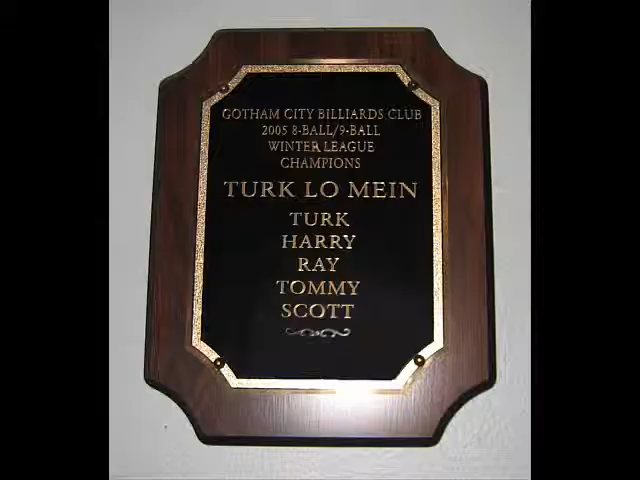 GOTHAM CITY BILLIARDS CLUB
2005 8-BALL/9-BALL
WINTER LEAGUE
CHAMPIONS
TURK LO MEIN
TURK
HARRY
RAY
TOMMY
SCOTT